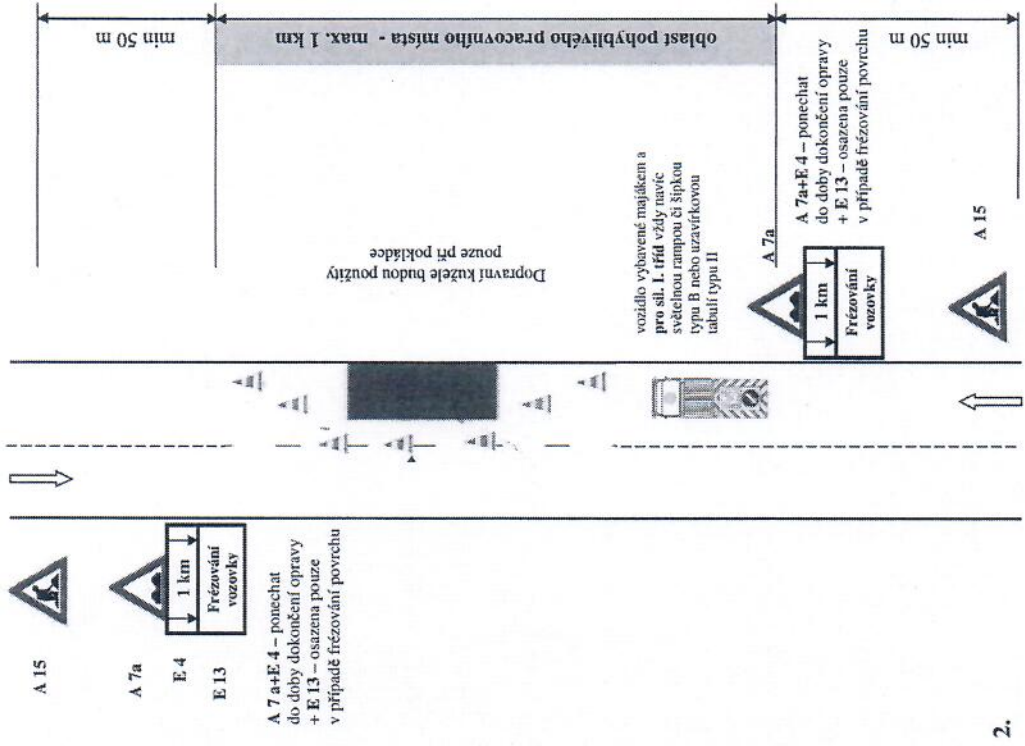 min 50 m
oblast pohyblivého pracovního místa - max. 1 km
min 50 m
A 15
A 7a
E 4
E 13
1 km
Frézování
vozovky
A 7 a+E 4 – ponechat
do doby dokončení opravy
+ E 13 – osazena pouze
v případě frézování povrchu
Dopravní kužele budou použity
pouze při pokládce
vozidlo vybavené majákem a
pro sil. I. tříd vždy navíc
světelnou rampou či šipkou
typu B nebo uzavírkovou
tabulí typu II
A 7a
1 km
Frézování
vozovky
A 7a+E 4 – ponechat
do doby dokončení opravy
+ E 13 – osazena pouze
v případě frézování povrchu
A 15
2.